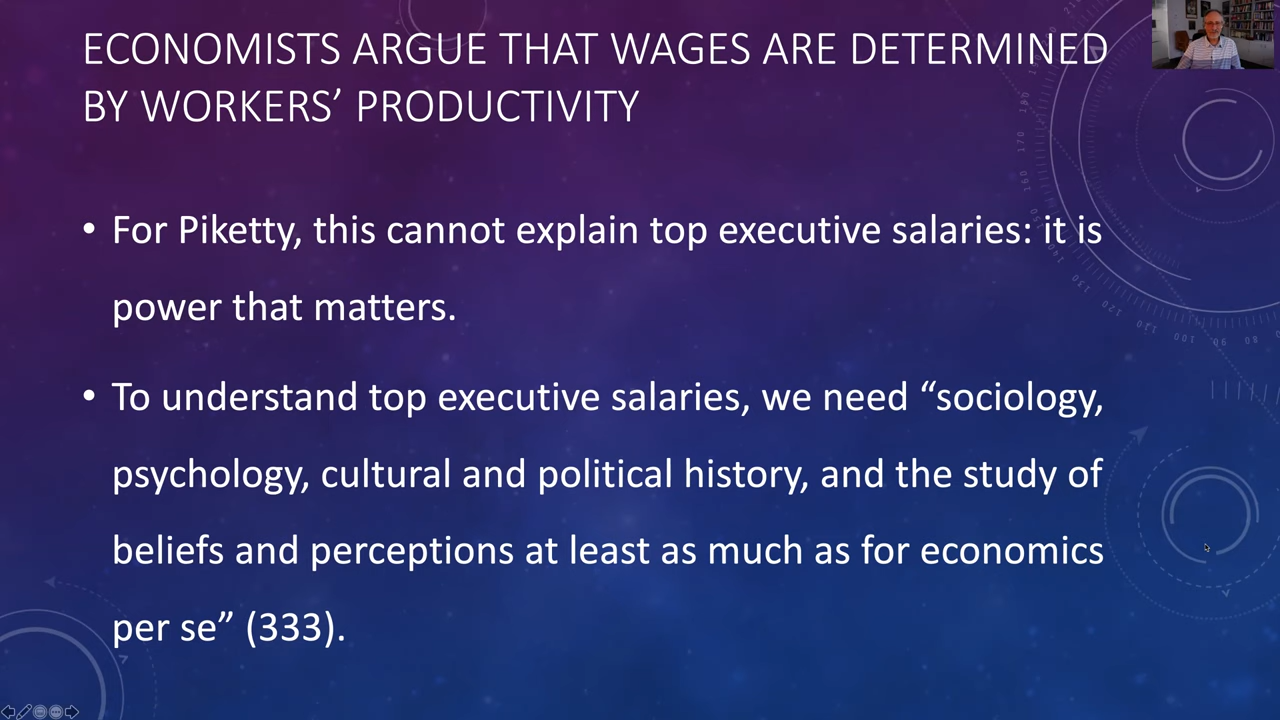 ECONOMISTS ARGUE THAT WAGES ARE DETERMINED
BY WORKERS’ PRODUCTIVITY
• For Piketty, this cannot explain top executive salaries: it is
power that matters.
• To understand top executive salaries, we need “sociology,
psychology, cultural and political history, and the study of
beliefs and perceptions at least as much as for economics
per se” (333).